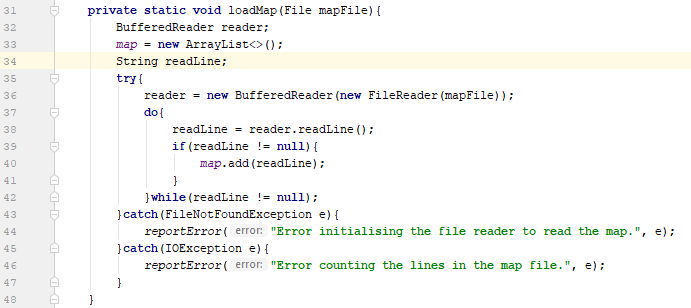 31 private static void loadMap(File mapFile){
32 BufferedReader reader;
33 map = new ArrayList<>();
34 String readLine;
35 try{
36 reader = new BufferedReader(new FileReader(mapFile));
37 do{
38 readLine = reader.readLine();
39 if(readLine != null){
40 map.add(readLine);
41 }
42 }while(readLine != null);
43 }catch(FileNotFoundException e){
44 reportError( error: "Error initialising the file reader to read the map.", e);
45 }catch(IOException e){
46 reportError( error: "Error counting the lines in the map file.", e);
47 }
48 }